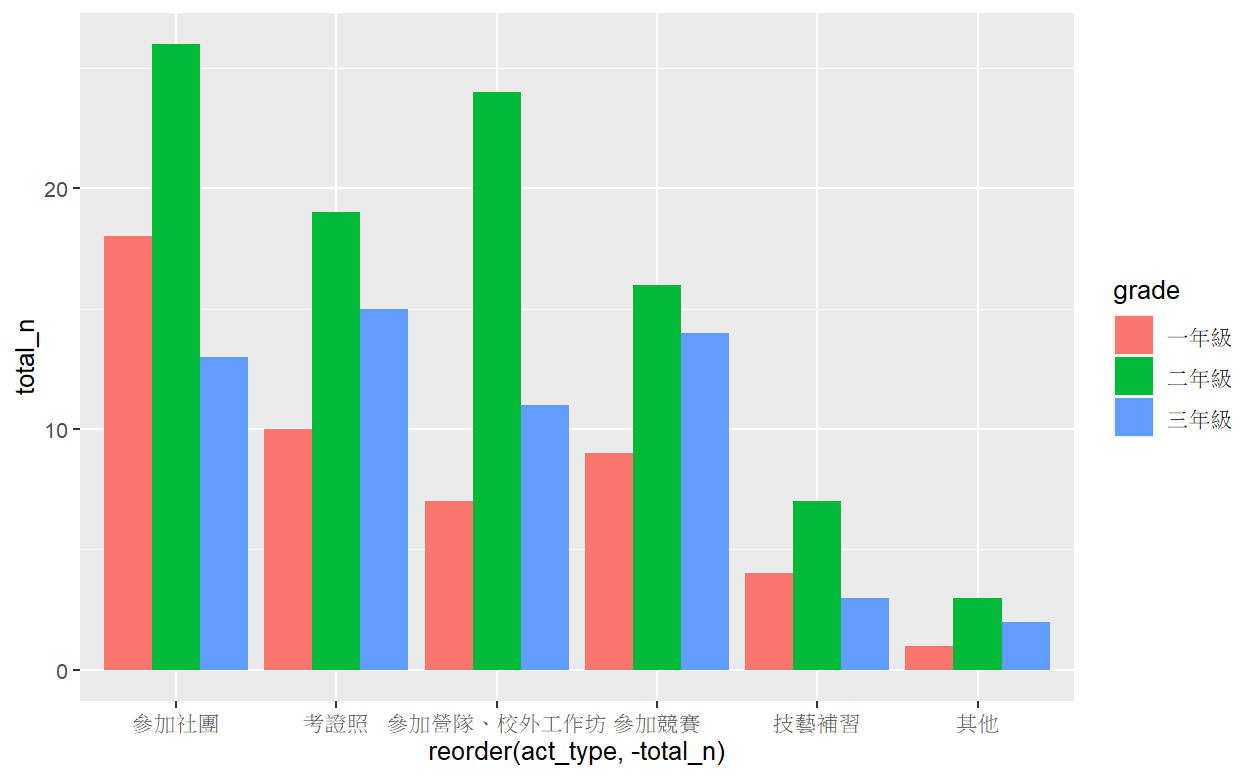 total_n
20
10
0
參加社團 考證照 參加營隊、校外工作坊 參加競賽 技藝補習 其他
reorder(act_type, -total_n)
grade
一年級
二年級
三年級